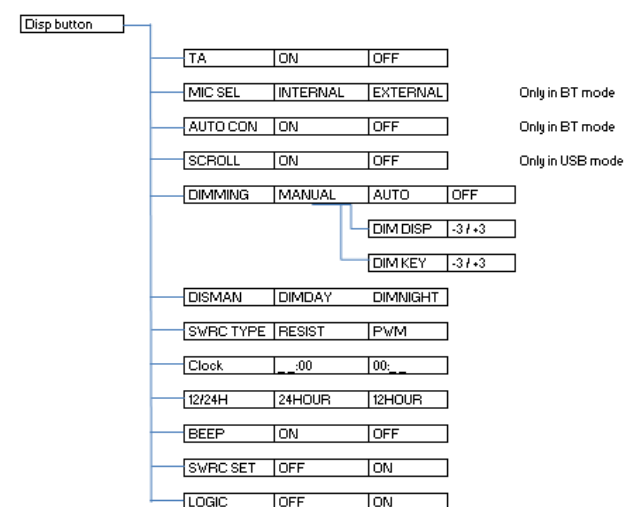 Disp button
TA ON OFF
MIC SEL INTERNAL EXTERNAL Only in BT mode
AUTO CON ON OFF Only in BT mode
SCROLL ON OFF Only in USB mode
DIMMING MANUAL AUTO OFF
DIM DISP -3 / +3
DIM KEY -3 / +3
DISMAN DIMDAY DIMNIGHT
SWRC TYPE RESIST PWM
Clock _ _:00 00:_ _
12/24H 24HOUR 12HOUR
BEEP ON OFF
SWRC SET OFF ON
LOGIC OFF ON